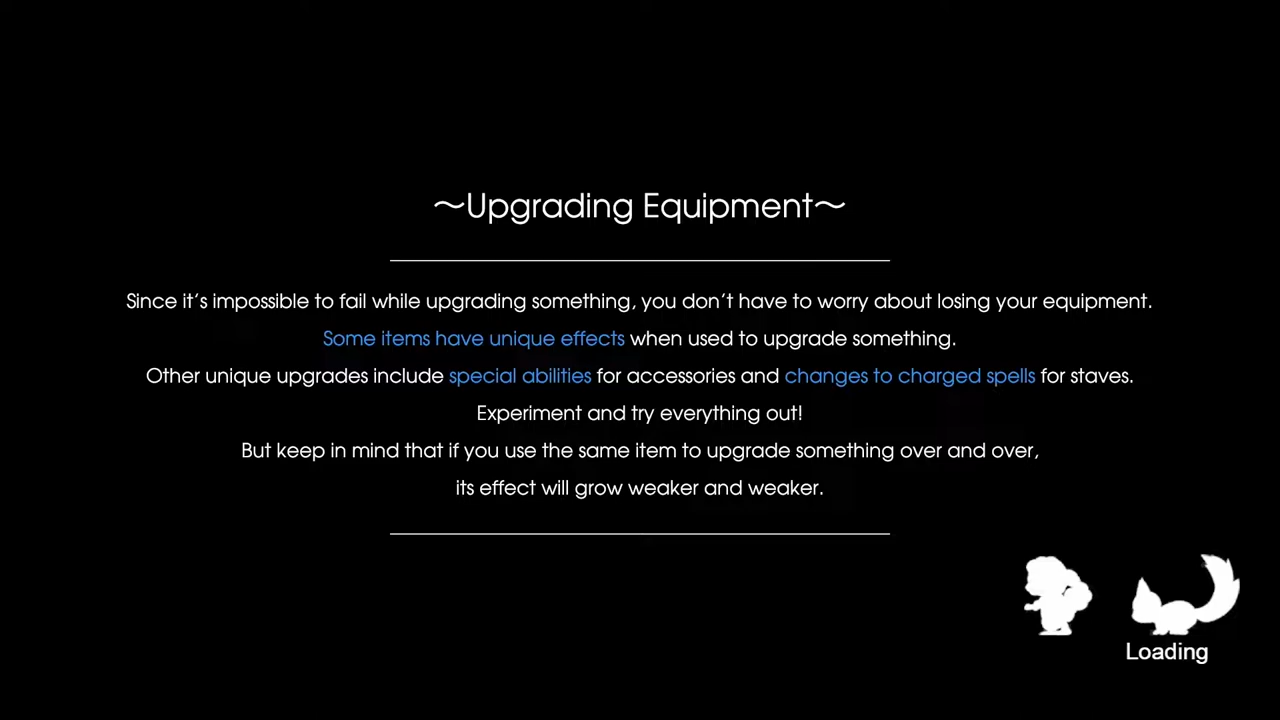 ～Upgrading Equipment～
Since it's impossible to fail while upgrading something, you don't have to worry about losing your equipment.
Some items have unique effects when used to upgrade something.
Other unique upgrades include special abilities for accessories and changes to charged spells for staves.
Experiment and try everything out!
But keep in mind that if you use the same item to upgrade something over and over,
its effect will grow weaker and weaker.
Loading